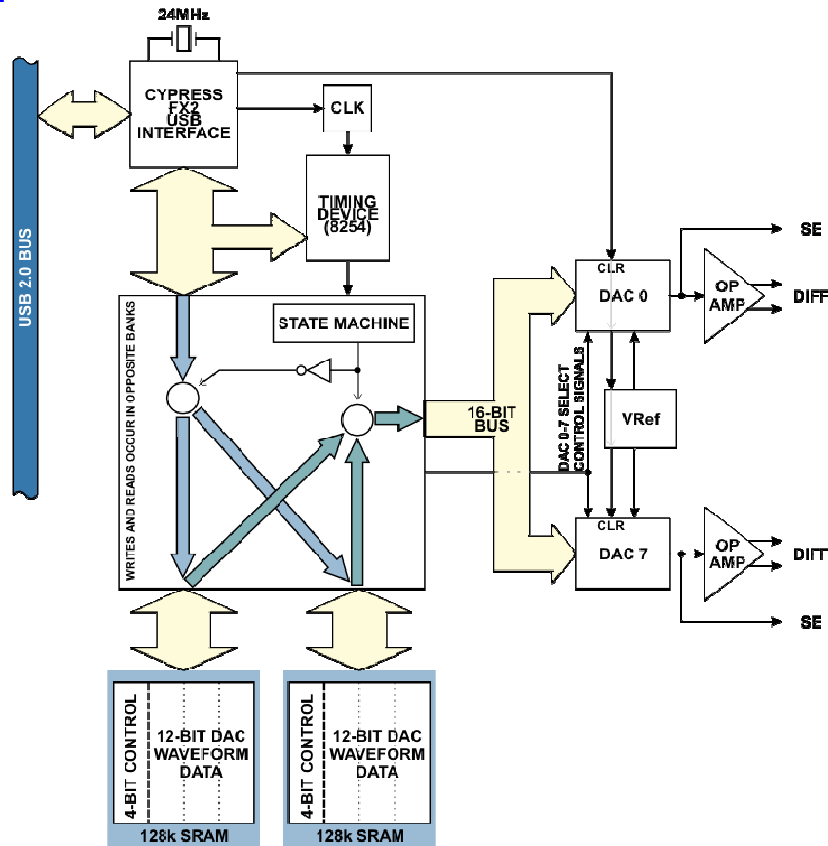 24MHz
CYPRESS
FX2
USB
INTERFACE
CLK
TIMING
DEVICE
(8254)
USB 2.0 BUS
SE
CLR
DAC 0
OP
AMP
DIFF
WRITES AND READS OCCUR IN OPPOSITE BANKS
STATE MACHINE
16-BIT
BUS
DAC 0-7 SELECT
CONTROL SIGNALS
VRef
CLR
DAC 7
OP
AMP
DIFF
SE
4-BIT CONTROL
12-BIT DAC
WAVEFORM
DATA
128k SRAM
4-BIT CONTROL
12-BIT DAC
WAVEFORM
DATA
128k SRAM